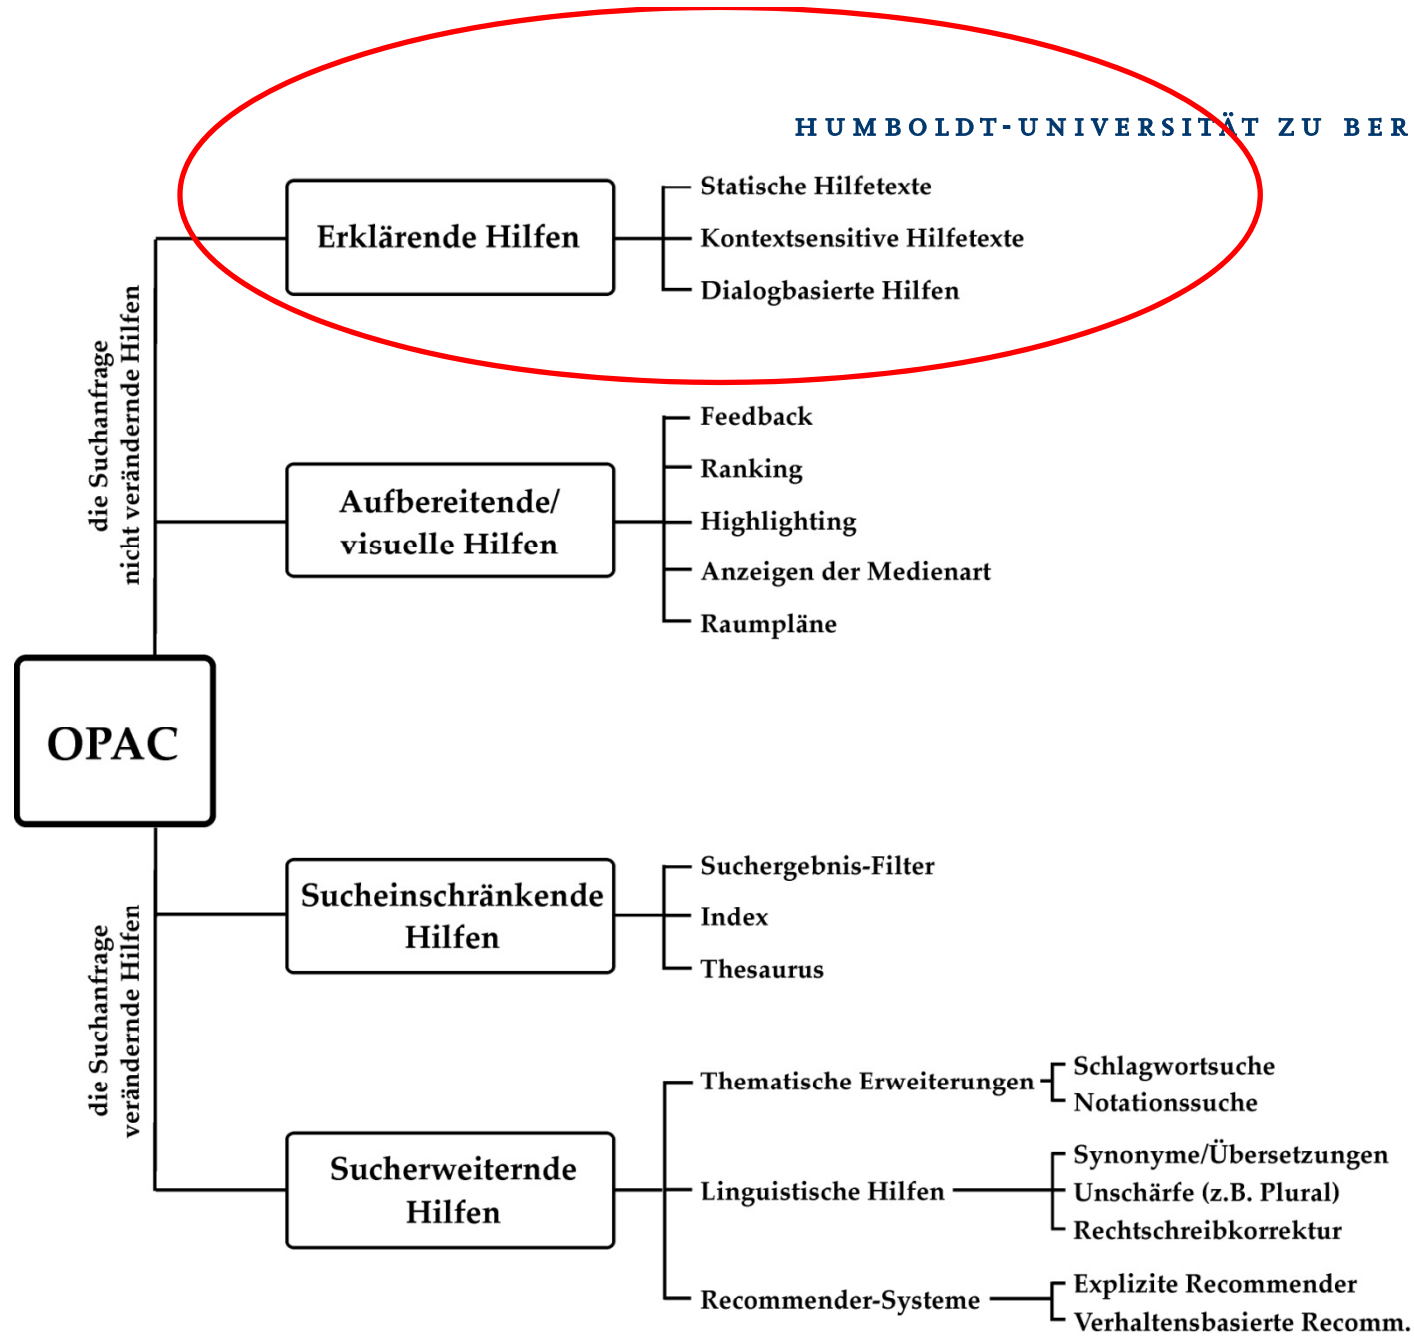 HUMBOLDT-UNIVERSITÄT ZU BER
Erklärende Hilfen
Statische Hilfetexte
Kontextsensitive Hilfetexte
Dialogbasierte Hilfen
die Suchanfrage
nicht verändernde Hilfen
Aufbereitende/
visuelle Hilfen
Feedback
Ranking
Highlighting
Anzeigen der Medienart
Raumpläne
OPAC
die Suchanfrage
verändernde Hilfen
Sucheinschränkende
Hilfen
Suchergebnis-Filter
Index
Thesaurus
Sucherweiternde
Hilfen
Thematische Erweiterungen
Schlagwortsuche
Notationssuche
Linguistische Hilfen
Synonyme/Übersetzungen
Unschärfe (z.B. Plural)
Rechtschreibkorrektur
Recommender-Systeme
Explizite Recommender
Verhaltensbasierte Recomm.